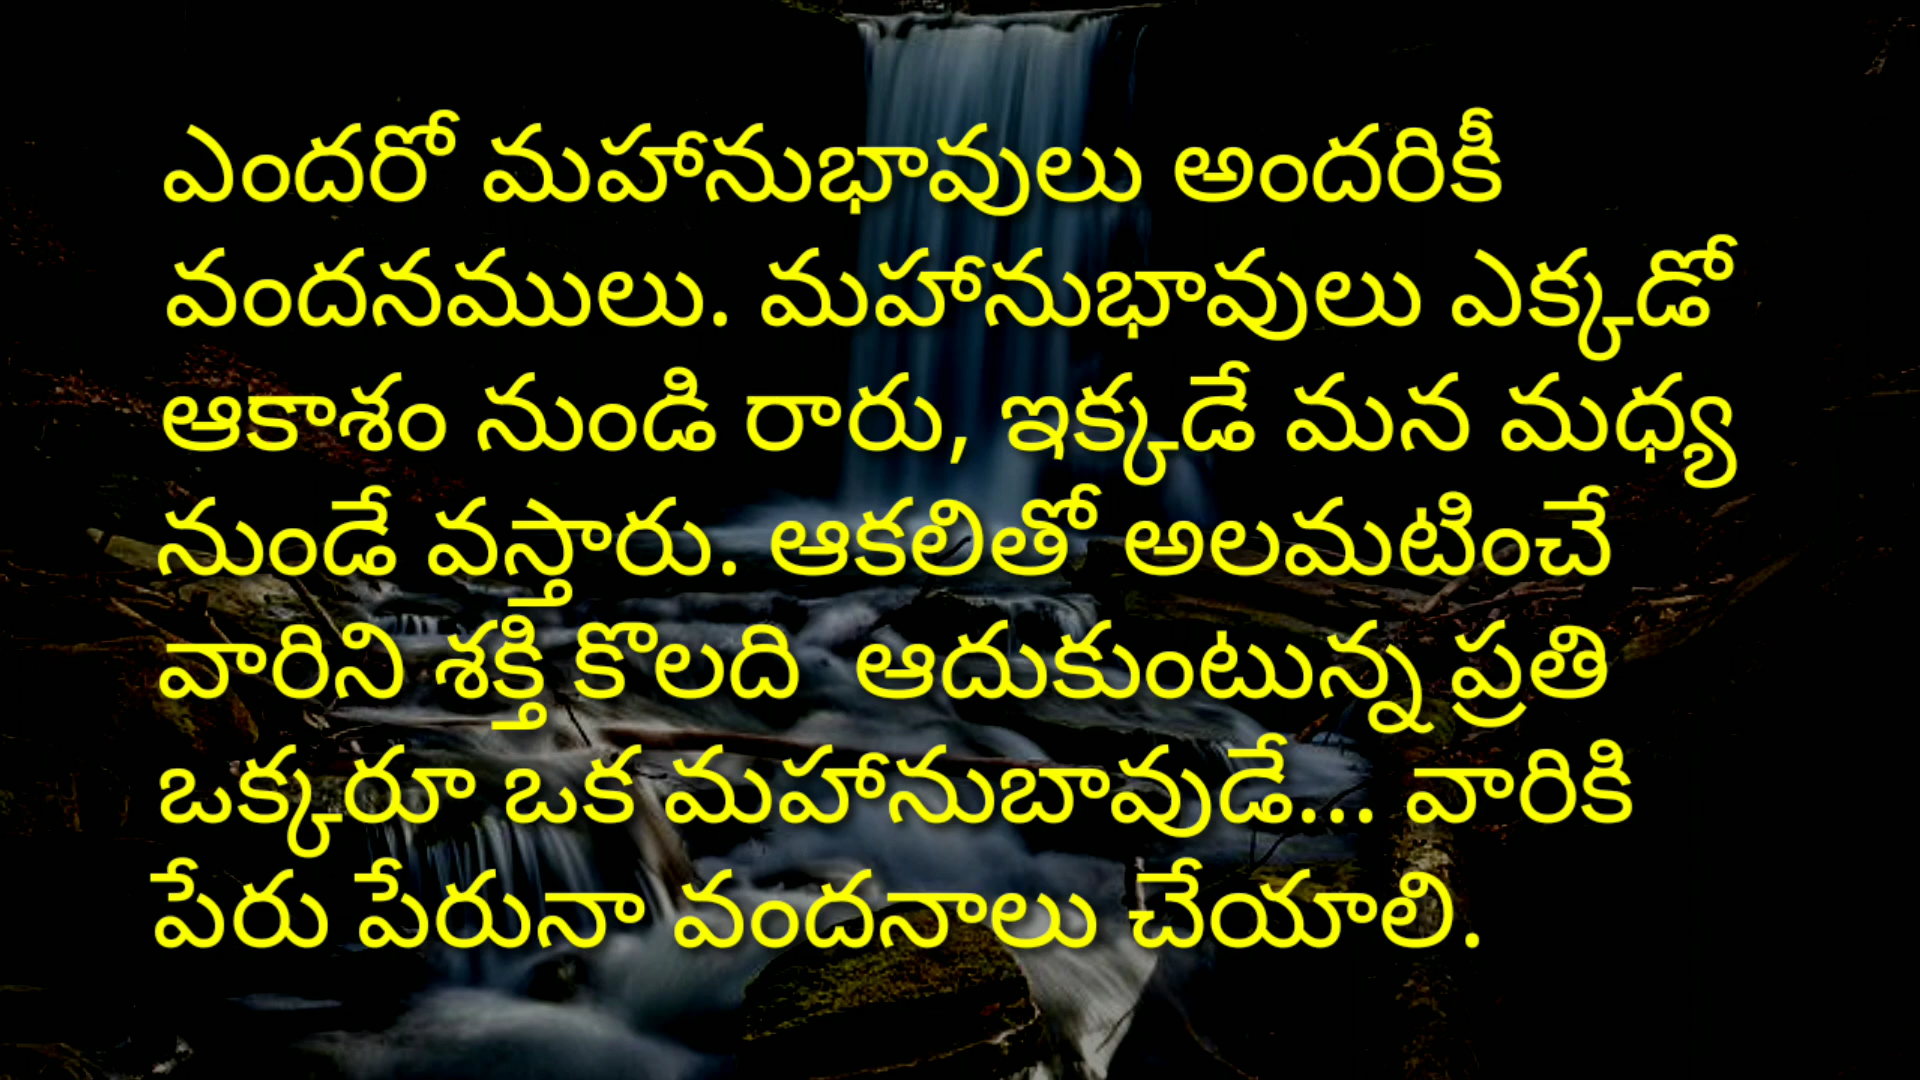 ఎందరో మహానుభావులు అందరికీ
వందనములు. మహానుభావులు ఎక్కడో
ఆకాశం నుండి రారు, ఇక్కడే మన మధ్య
నుండే వస్తారు. ఆకలితో అలమటించే
వారిని శక్తి కొలది ఆదుకుంటున్న ప్రతి
ఒక్కరూ ఒక మహానుబావుడే... వారికి
పేరు పేరునా వందనాలు చేయాలి.